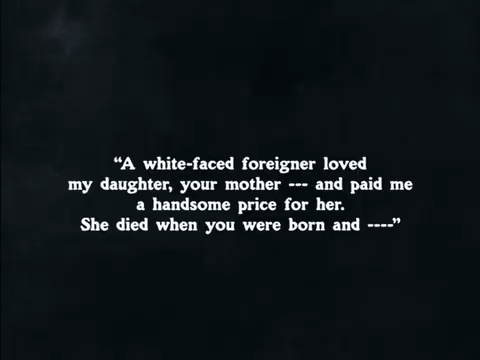 “A white-faced foreigner loved
my daughter, your mother --- and paid me
a handsome price for her.
She died when you were born and ----”